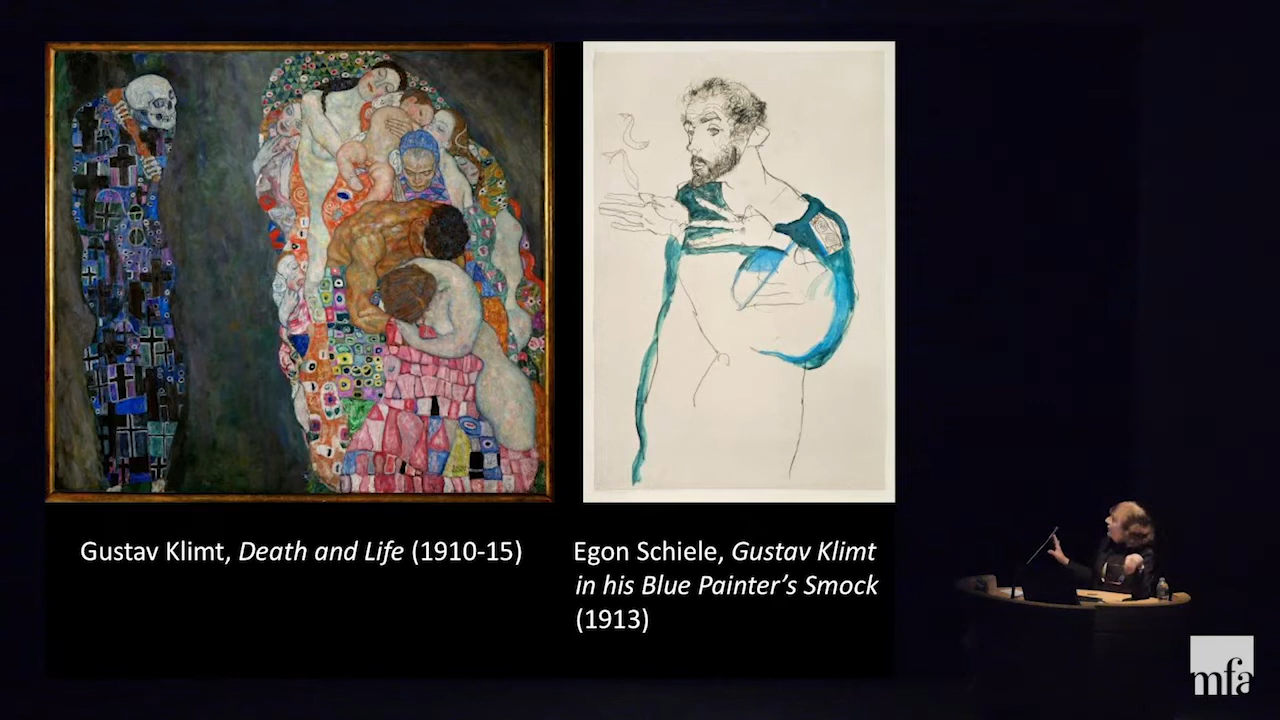 Gustav Klimt, Death and Life (1910-15)
Egon Schiele, Gustav Klimt
in his Blue Painter’s Smock
(1913)
mfa